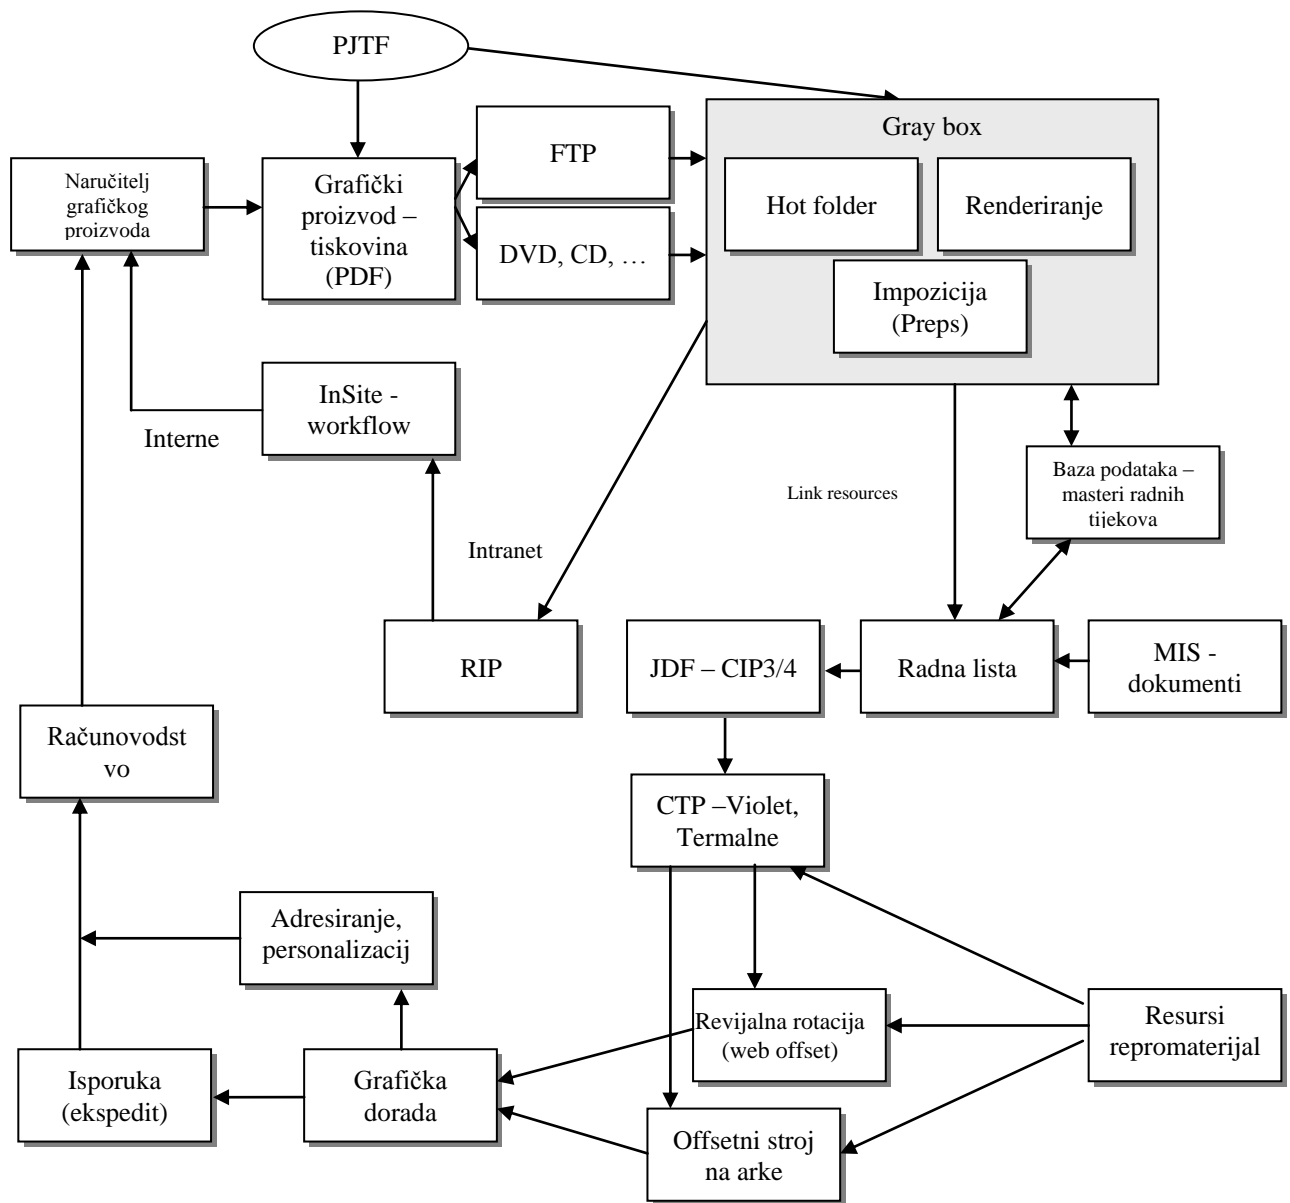 PJTF
Gray box
FTP
Naručitelj
grafičkog
proizvoda
Grafički
proizvod –
tiskovina
(PDF)
Hot folder
Renderiranje
DVD, CD, …
Impozicija
(Preps)
InSite -
workflow
Interne
Baza podataka –
masteri radnih
tijekova
Link resources
Intranet
RIP
JDF – CIP3/4
Radna lista
MIS -
dokumenti
Računovodst
vo
CTP –Violet,
Termalne
Adresiranje,
personalizacij
Revijalna rotacija
(web offset)
Resursi
repromaterijal
Isporuka
(ekspedit)
Grafička
dorada
Offsetni stroj
na arke